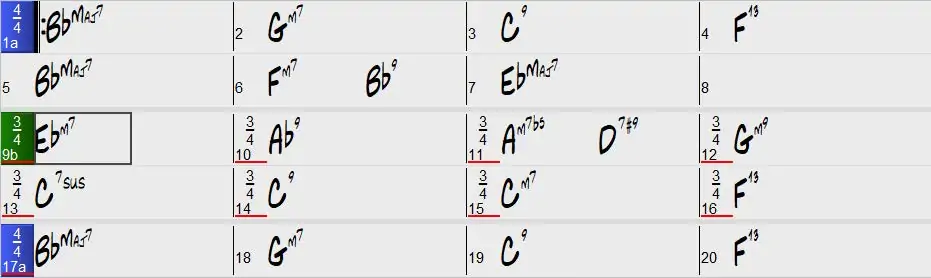 4/4 1a BbMAJ7 2 Gm7 3 C9 4 F13
5 BbMAJ7 6 Fm7 Bb9 7 EbMAJ7 8
3/4 9b Ebm7 3/4 10 Ab9 3/4 11 Am7b5 D7#9 3/4 12 Gm9
3/4 13 C7sus 3/4 14 C9 3/4 15 Cm7 3/4 16 F13
4/4 17a BbMAJ7 18 Gm7 19 C9 20 F13